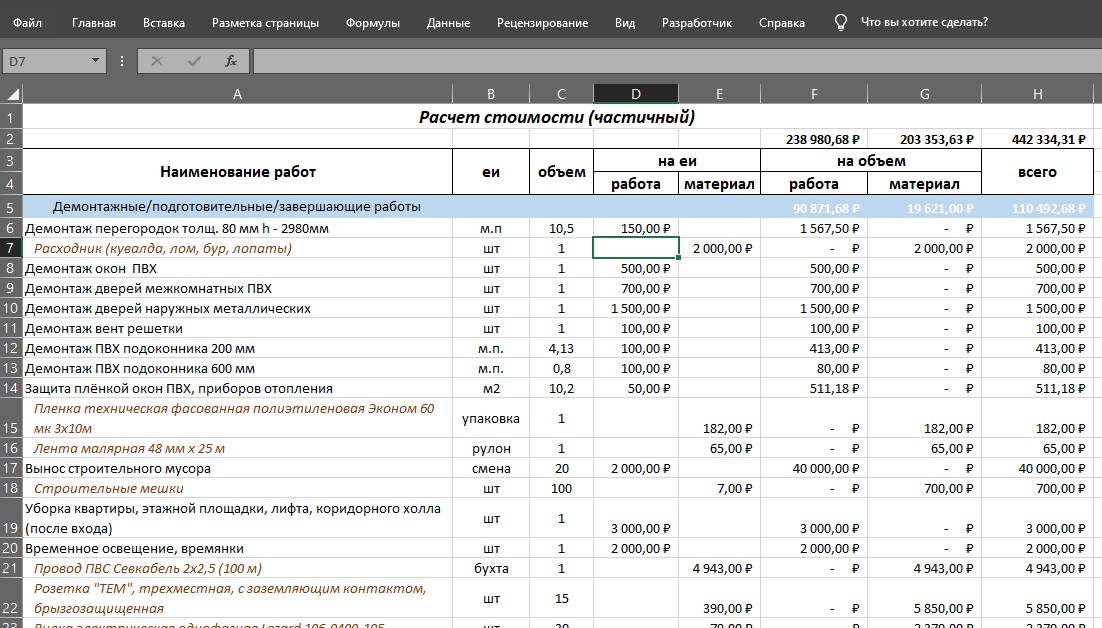 Файл Главная Вставка Разметка страницы Формулы Данные Рецензирование Вид Разработчик Справка Что вы хотите сделать?
D7 fx
A B C D E F G H
1 Расчет стоимости (частичный)
2 238 980,68 ₽ 203 353,63 ₽ 442 334,31 ₽
3 Наименование работ еи объем на еи на объем всего
4 работа материал работа материал
5 Демонтажные/подготовительные/завершающие работы 90 871,68 ₽ 19 621,00 ₽ 110 492,68 ₽
6 Демонтаж перегородок толщ. 80 мм h - 2980мм м.п 10,5 150,00 ₽ 1 567,50 ₽ - ₽ 1 567,50 ₽
7 Расходник (кувалда, лом, бур, лопаты) шт 1 2 000,00 ₽ - ₽ 2 000,00 ₽ 2 000,00 ₽
8 Демонтаж окон ПВХ шт 1 500,00 ₽ 500,00 ₽ - ₽ 500,00 ₽
9 Демонтаж дверей межкомнатных ПВХ шт 1 700,00 ₽ 700,00 ₽ - ₽ 700,00 ₽
10 Демонтаж дверей наружных металлических шт 1 1 500,00 ₽ 1 500,00 ₽ - ₽ 1 500,00 ₽
11 Демонтаж вент решетки шт 1 100,00 ₽ 100,00 ₽ - ₽ 100,00 ₽
12 Демонтаж ПВХ подоконника 200 мм м.п. 4,13 100,00 ₽ 413,00 ₽ - ₽ 413,00 ₽
13 Демонтаж ПВХ подоконника 600 мм м.п. 0,8 100,00 ₽ 80,00 ₽ - ₽ 80,00 ₽
14 Защита плёнкой окон ПВХ, приборов отопления м2 10,2 50,00 ₽ 511,18 ₽ - ₽ 511,18 ₽
Пленка техническая фасованная полиэтиленовая Эконом 60
15 мк 3х10м упаковка 1 182,00 ₽ - ₽ 182,00 ₽ 182,00 ₽
16 Лента малярная 48 мм х 25 м рулон 1 65,00 ₽ - ₽ 65,00 ₽ 65,00 ₽
17 Вынос строительного мусора смена 20 2 000,00 ₽ 40 000,00 ₽ - ₽ 40 000,00 ₽
18 Строительные мешки шт 100 7,00 ₽ - ₽ 700,00 ₽ 700,00 ₽
Уборка квартиры, этажной площадки, лифта, коридорного холла
19 (после входа) шт 1 3 000,00 ₽ 3 000,00 ₽ - ₽ 3 000,00 ₽
20 Временное освещение, времянки шт 1 2 000,00 ₽ 2 000,00 ₽ - ₽ 2 000,00 ₽
21 Провод ПВС Севкабель 2х2,5 (100 м) бухта 1 4 943,00 ₽ - ₽ 4 943,00 ₽ 4 943,00 ₽
Розетка "ТЕМ", трехместная, с заземляющим контактом,
22 брызгозащищенная шт 15 390,00 ₽ - ₽ 5 850,00 ₽ 5 850,00 ₽